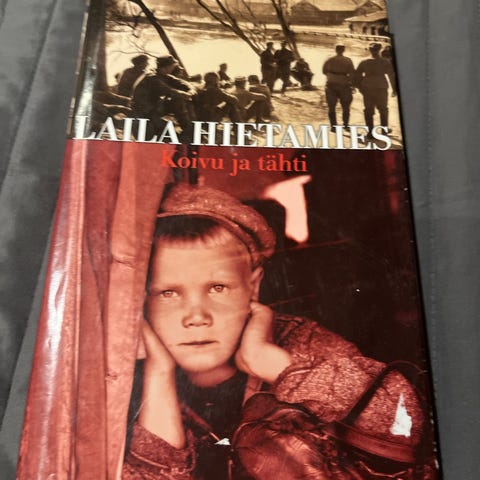 LAILA HIETAMIES
Koivu ja tähti